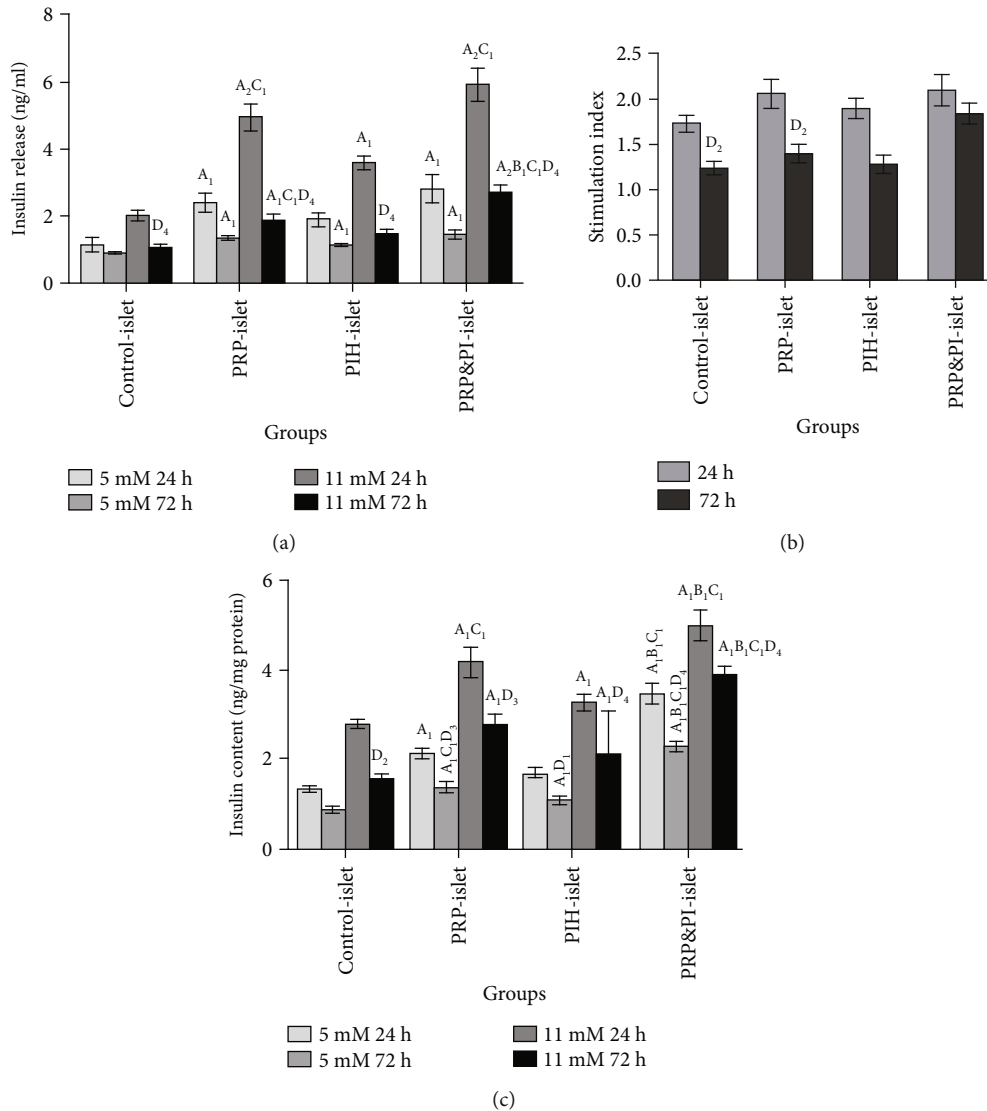 8
6
4
2
0
Insulin release (ng/ml)
D₄
A₁
A₂C₁
A₁
A₁C₁D₄
A₁
A₁
D₄
A₁
A₂C₁
A₁
A₂B₁C₁D₄
Control-islet
PRP-islet
PIH-islet
PRP&PI-islet
Groups
5 mM 24 h
11 mM 24 h
5 mM 72 h
11 mM 72 h
(a)
2.5
2.0
1.5
1.0
0.5
0.0
Stimulation index
D₂
D₂
Control-islet
PRP-islet
PIH-islet
PRP&PI-islet
Groups
24 h
72 h
(b)
6
4
2
0
Insulin content (ng/mg protein)
D₂
A₁
A₁C₁D₃
A₁C₁
A₁D₃
A₁D₁
A₁
A₁D₄
A₁B₁C₁
A₁B₁C₁D₄
A₁B₁C₁
A₁B₁C₁D₄
Control-islet
PRP-islet
PIH-islet
PRP&PI-islet
Groups
5 mM 24 h
11 mM 24 h
5 mM 72 h
11 mM 72 h
(c)